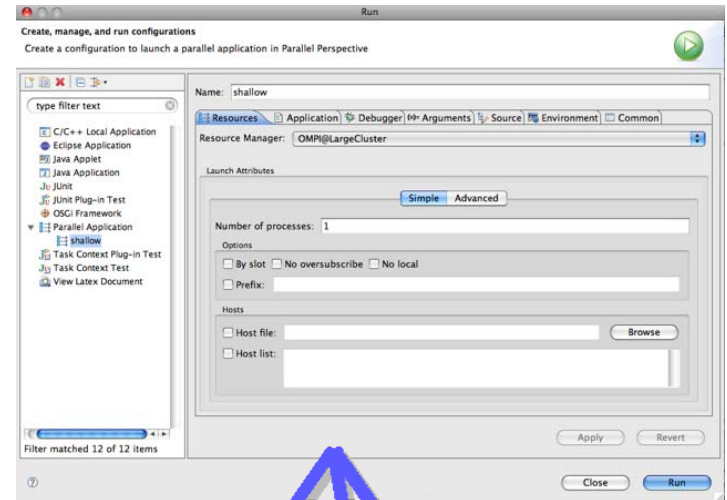 Run
Create, manage, and run configurations
Create a configuration to launch a parallel application in Parallel Perspective
type filter text
C/C++ Local Application
Eclipse Application
Java Applet
Java Application
JUnit
JUnit Plug-in Test
OSGi Framework
Parallel Application
shallow
Task Context Plug-in Test
Task Context Test
View Latex Document
Filter matched 12 of 12 items
Name: shallow
Resources Application Debugger Arguments Source Environment Common
Resource Manager: OMPI@LargeCluster
Launch Attributes
Simple Advanced
Number of processes: 1
Options
By slot No oversubscribe No local
Prefix:
Hosts
Host file: Browse
Host list:
Apply Revert
Close Run